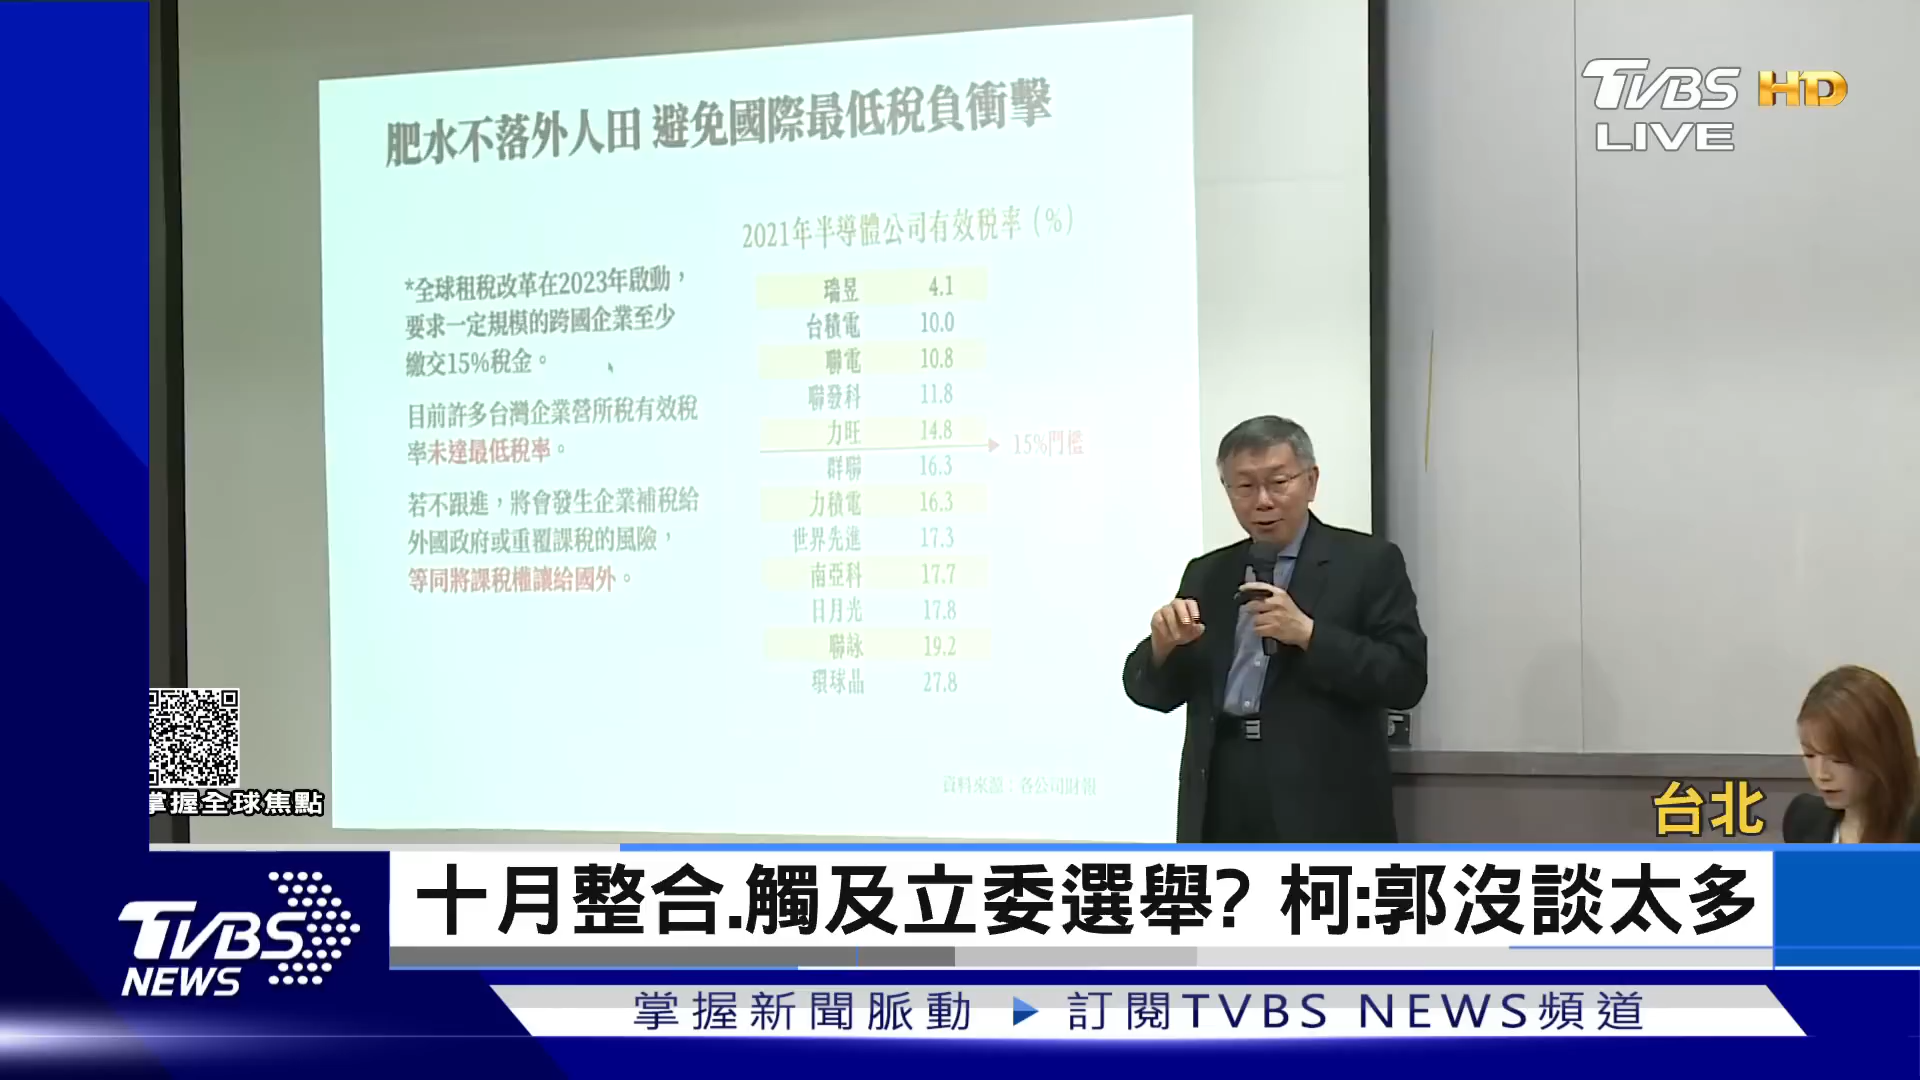 肥水不落外人田 避免國際最低稅負衝擊
*全球租稅改革在2023年啟動，
要求一定規模的跨國企業至少
繳交15%稅金。
目前許多台灣企業營所稅有效稅
率未達最低稅率。
若不跟進，將會發生企業補稅給
外國政府或重覆課稅的風險，
等同將課稅權讓給國外。
2021年半導體公司有效稅率（%）
瑞昱 4.1
台積電 10.0
聯電 10.8
聯發科 11.8
力旺 14.8
15%門檻
群聯 16.3
力積電 16.3
世界先進 17.3
南亞科 17.7
日月光 17.8
聯詠 19.2
環球晶 27.8
資料來源：各公司財報
TVBS HD
LIVE
掌握全球焦點
台北
TVBS
NEWS
十月整合.觸及立委選舉? 柯:郭沒談太多
掌握新聞脈動 ▶ 訂閱TVBS NEWS頻道